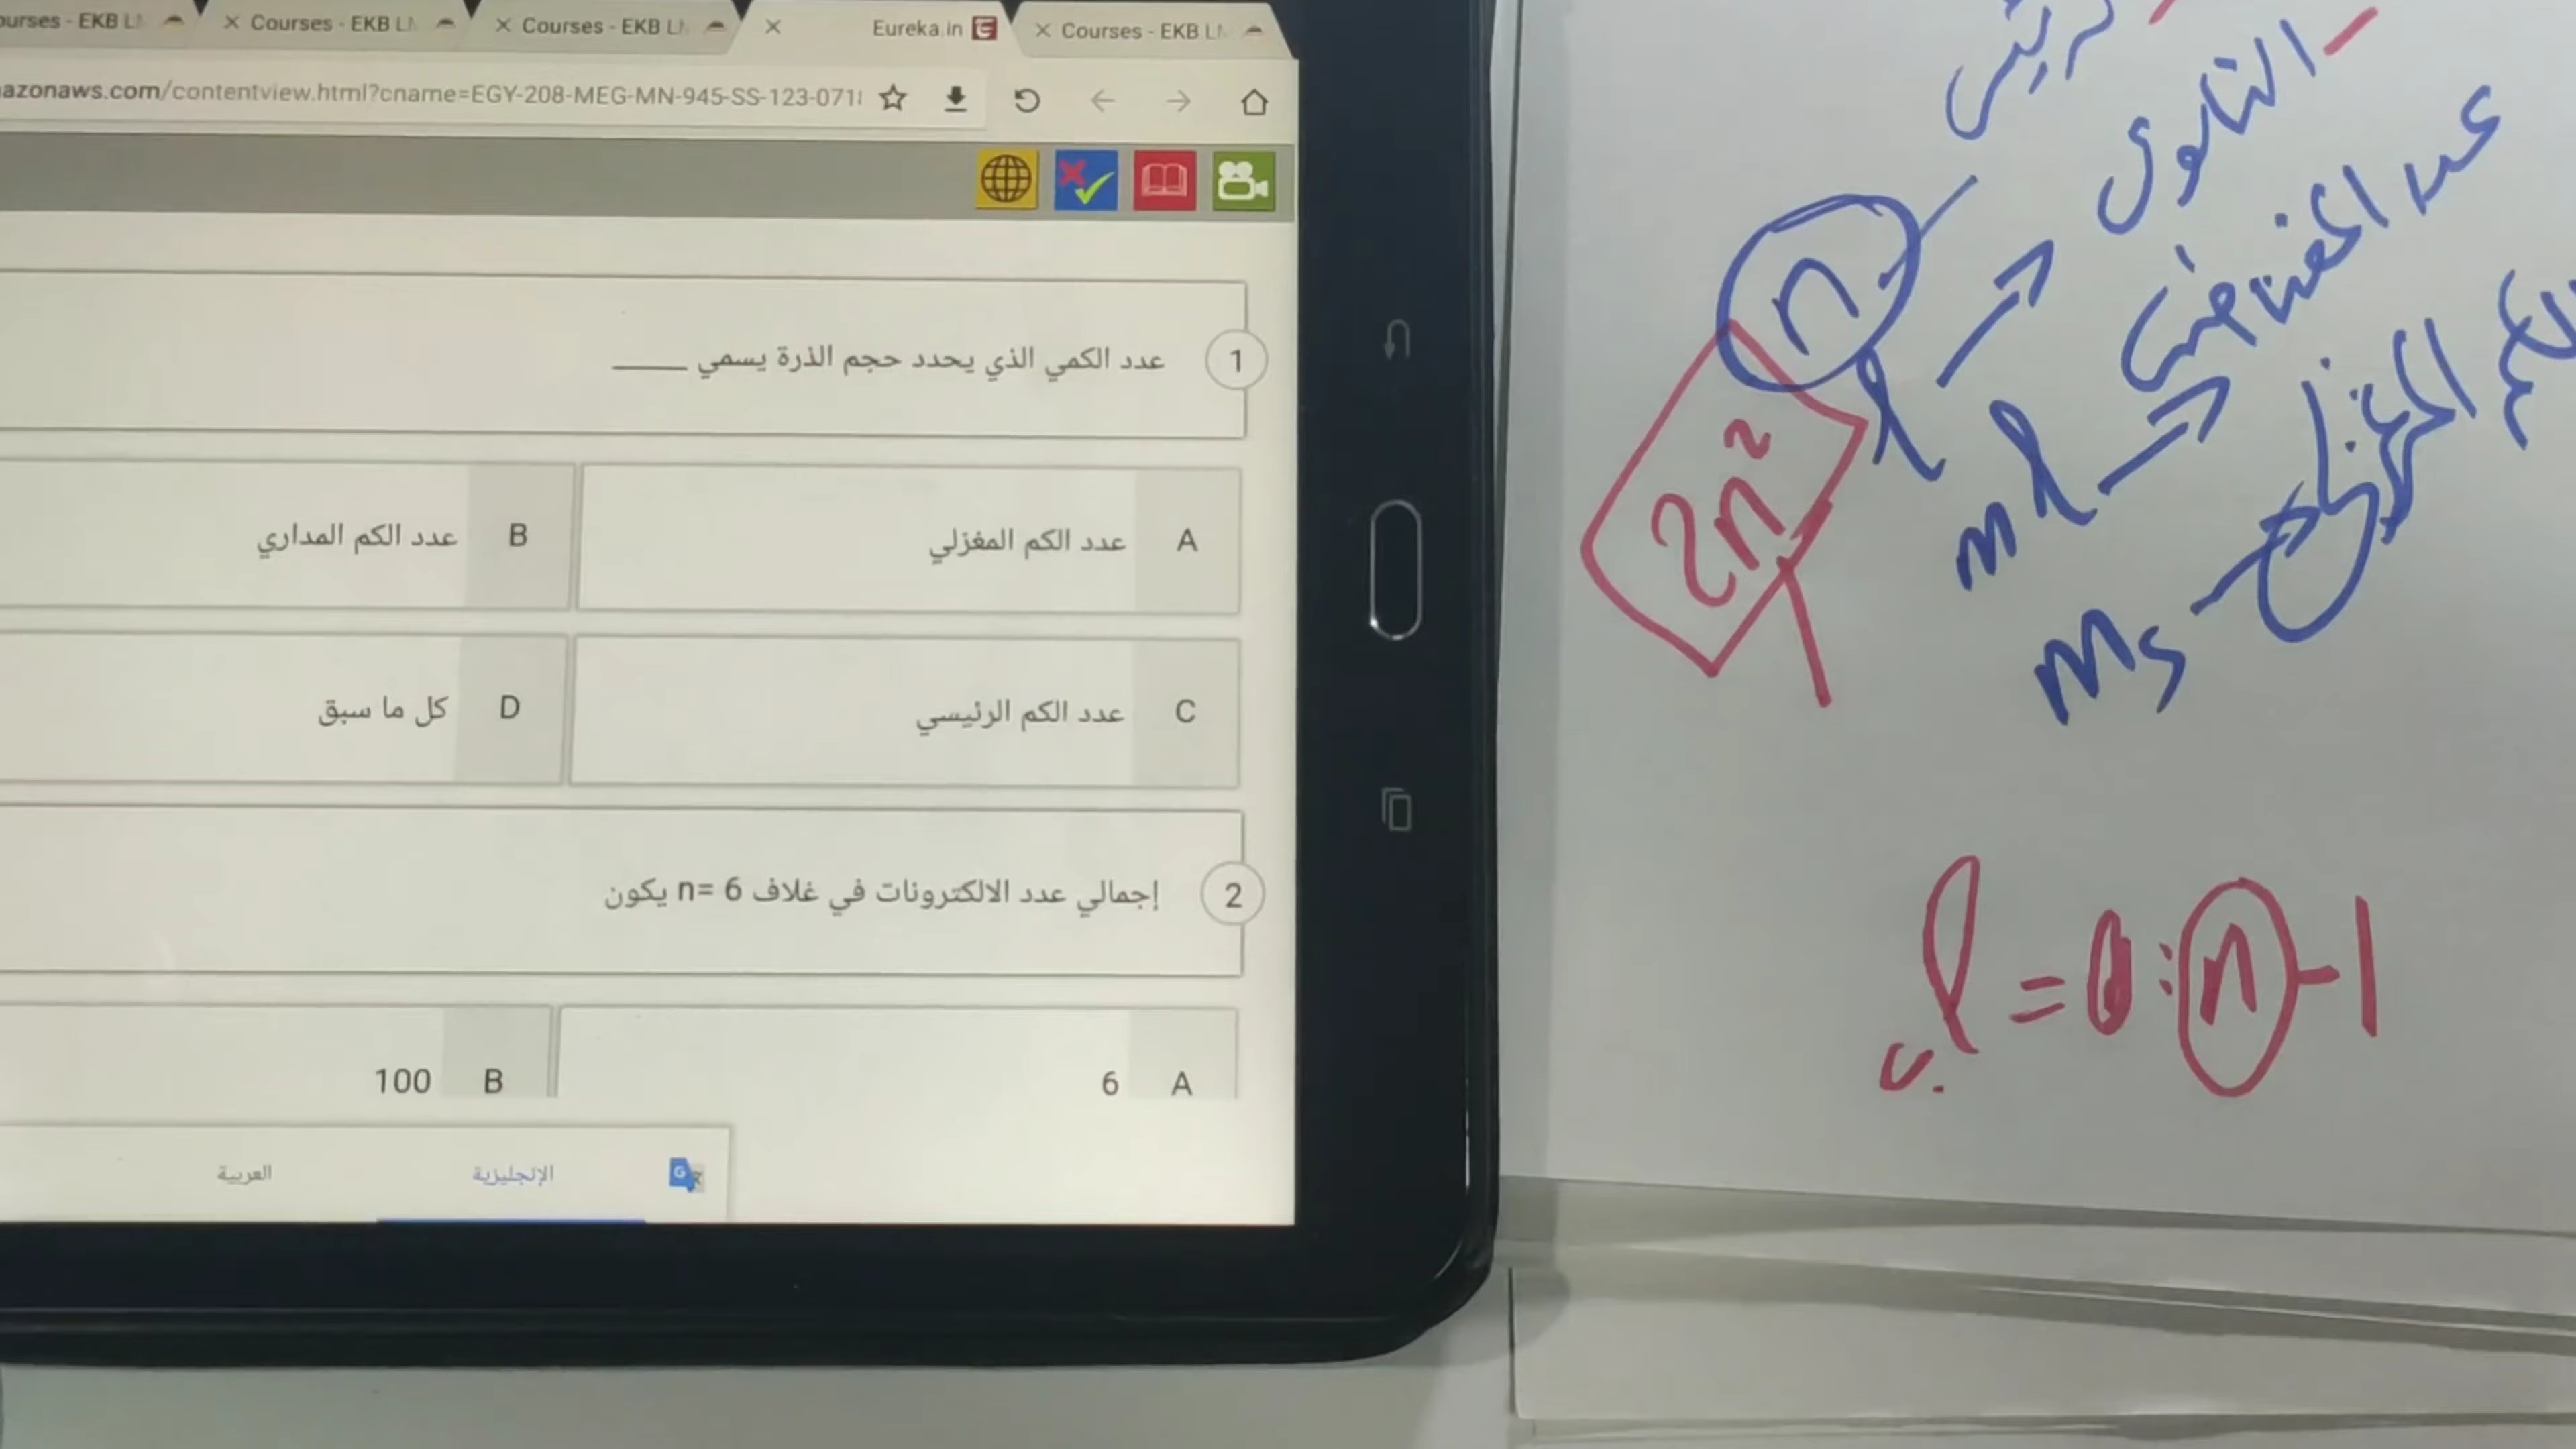 Courses - EKB
Courses - EKB
Eureka.in
Courses - EKB
azonaws.com/contentview.html?cname=EGY-208-MEG-MN-945-SS-123-071
1
عدد الكمي الذي يحدد حجم الذرة يسمي ____
A عدد الكم المغزلي
B عدد الكم المداري
C عدد الكم الرئيسي
D كل ما سبق
2
إجمالي عدد الالكترونات في غلاف n= 6 يكون
A 6
B 100
الإنجليزية
العربية
n
2n²
l
ml
ms
الثانوى
عدد
المغزلى
l = 0 : n - 1